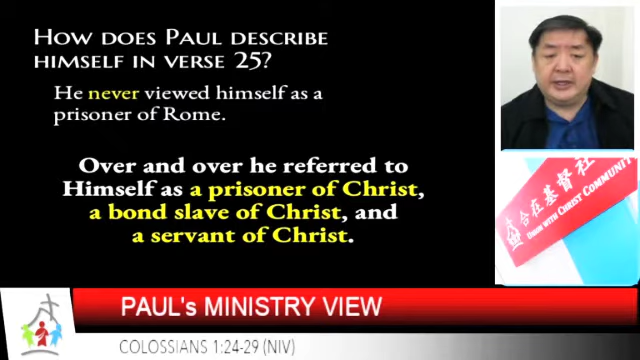 How does Paul describe
himself in verse 25?
He never viewed himself as a
prisoner of Rome.
Over and over he referred to
Himself as a prisoner of Christ,
a bond slave of Christ, and
a servant of Christ.
合在基督社
Union with Christ Community
PAUL's MINISTRY VIEW
COLOSSIANS 1:24-29 (NIV)